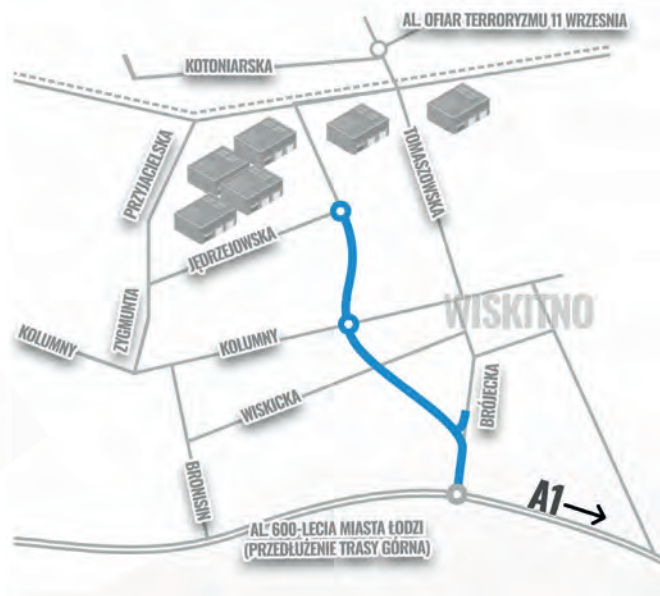 AL. OFIAR TERRORYZMU 11 WRZEŚNIA
KOTONIARSKA
PRZYJACIELSKA
TOMASZOWSKA
JĘDRZEJOWSKA
ZYGMUNTA
WISKITNO
KOLUMNY
KOLUMNY
WISKICKA
BRÓJECKA
BRONISIN
A1
AL. 600-LECIA MIASTA ŁODZI
(PRZEDŁUŻENIE TRASY GÓRNA)